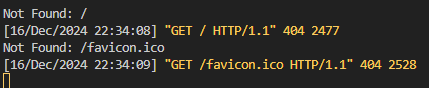 Not Found: /
[16/Dec/2024 22:34:08] "GET / HTTP/1.1" 404 2477
Not Found: /favicon.ico
[16/Dec/2024 22:34:09] "GET /favicon.ico HTTP/1.1" 404 2528